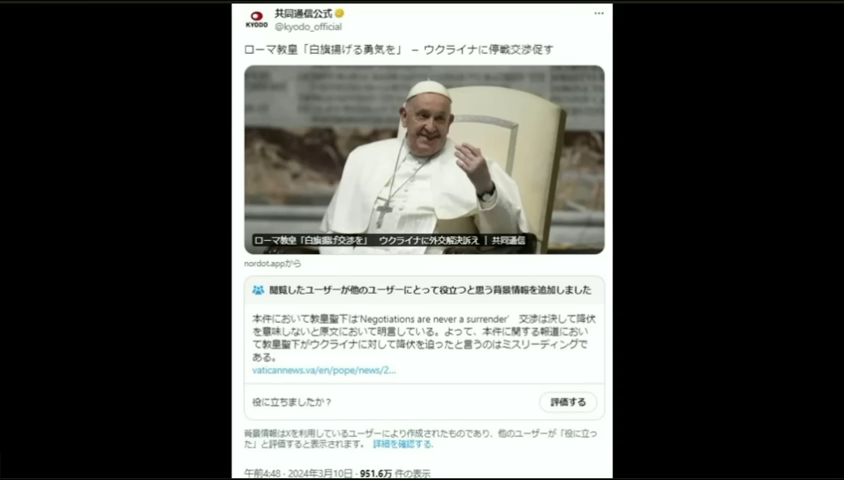 共同通信公式
KYODO
@kyodo_official
ローマ教皇「白旗揚げる勇気を」 – ウクライナに停戦交渉促す
ローマ教皇「白旗揚げ交渉を」 ウクライナに外交解決訴え | 共同通信
nordot.appから
閲覧したユーザーが他のユーザーにとって役立つと思う背景情報を追加しました
本件において教皇聖下は'Negotiations are never a surrender' 交渉は決して降伏
を意味しないと原文において明言している。よって、本件に関する報道におい
て教皇聖下がウクライナに対して降伏を迫ったと言うのはミスリーディングで
ある。
vaticannews.va/en/pope/news/2...
役に立ちましたか？
評価する
背景情報はXを利用しているユーザーにより作成されたものであり、他のユーザーが「役に立っ
た」と評価すると表示されます。 詳細を確認する.
午前4:48 · 2024年3月10日 · 951.6万 件の表示